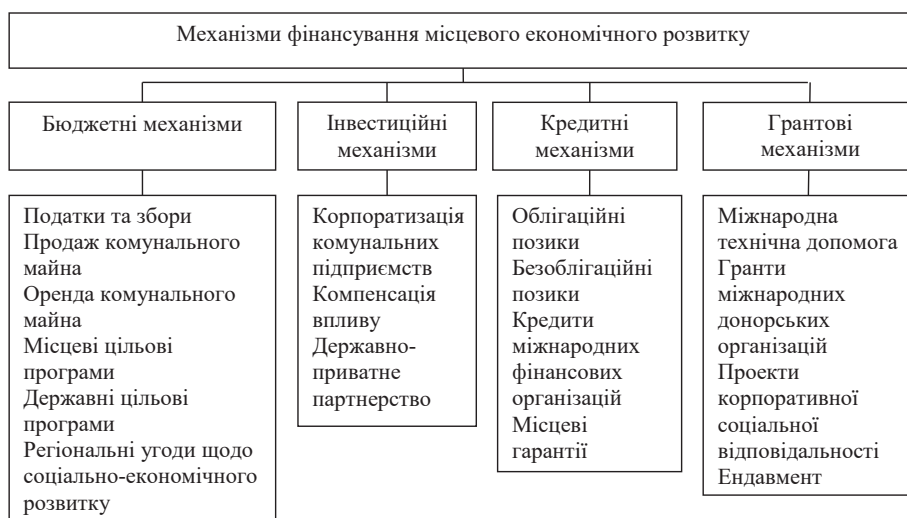 Механізми фінансування місцевого економічного розвитку
Бюджетні механізми
Інвестиційні
механізми
Кредитні
механізми
Грантові
механізми
Податки та збори
Продаж комунального
майна
Оренда комунального
майна
Місцеві цільові
програми
Державні цільові
програми
Регіональні угоди щодо
соціально-економічного
розвитку
Корпоратизація
комунальних
підприємств
Компенсація
впливу
Державно-
приватне
партнерство
Облігаційні
позики
Безоблігаційні
позики
Кредити
міжнародних
фінансових
організацій
Місцеві
гарантії
Міжнародна
технічна допомога
Гранти
міжнародних
донорських
організацій
Проекти
корпоративної
соціальної
відповідальності
Ендавмент